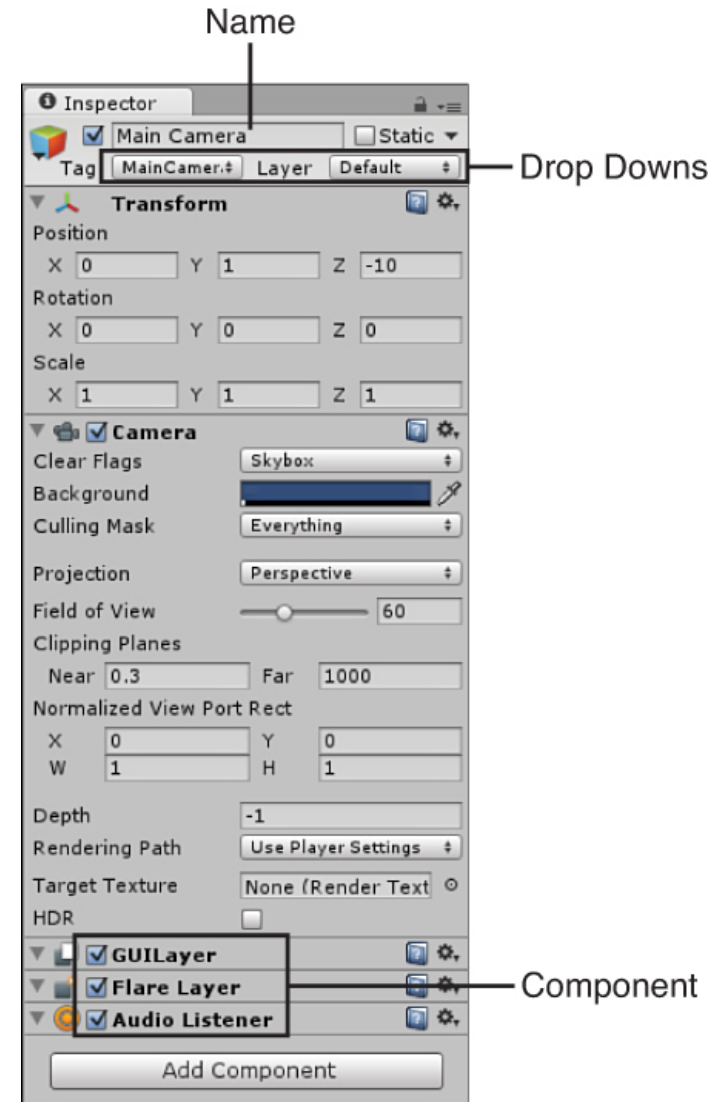 Name
Inspector
Main Camera Static
Tag MainCamer Layer Default
Drop Downs
Transform
Position
X 0 Y 1 Z -10
Rotation
X 0 Y 0 Z 0
Scale
X 1 Y 1 Z 1
Camera
Clear Flags Skybox
Background
Culling Mask Everything
Projection Perspective
Field of View 60
Clipping Planes
Near 0.3 Far 1000
Normalized View Port Rect
X 0 Y 0
W 1 H 1
Depth -1
Rendering Path Use Player Settings
Target Texture None (Render Text
HDR
GUILayer
Flare Layer
Component
Audio Listener
Add Component